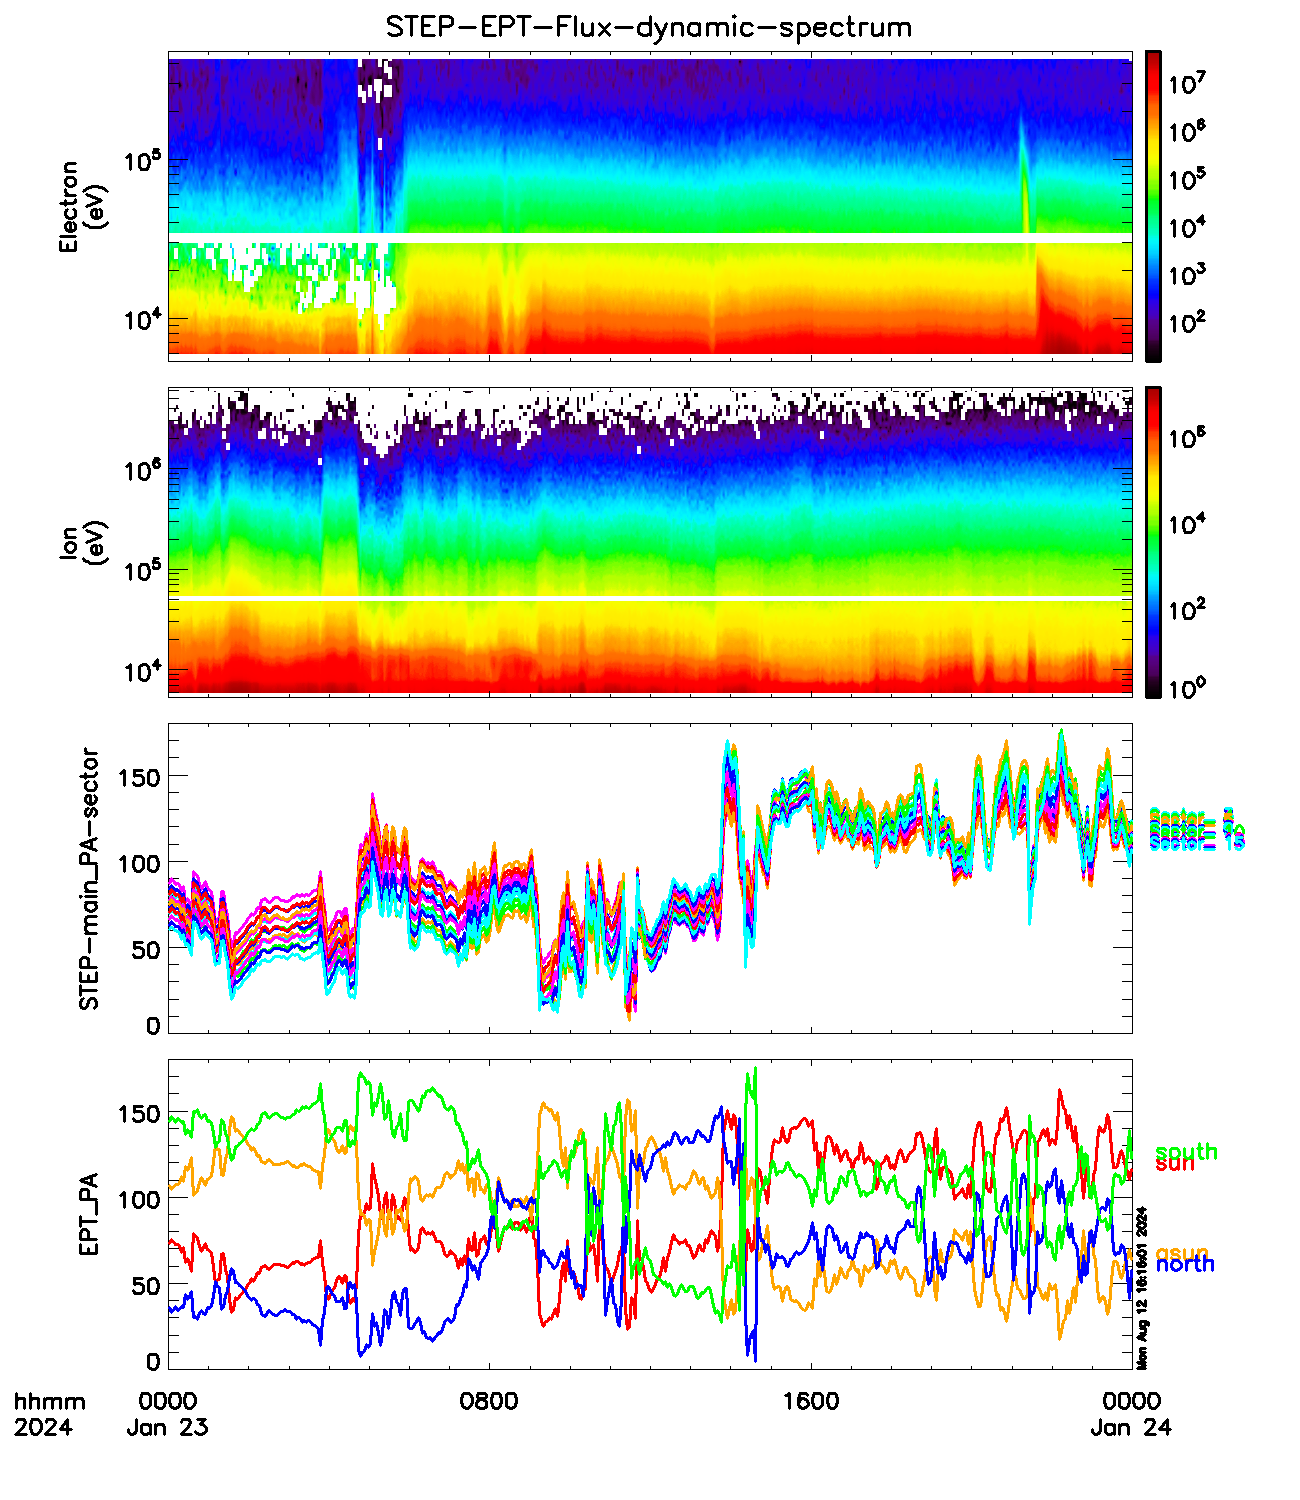 STEP-EPT-Flux-dynamic-spectrum
Electron
(eV)
10^5
10^4
10^7
10^6
10^5
10^4
10^3
10^2
Ion
(eV)
10^6
10^5
10^4
10^6
10^4
10^2
10^0
STEP-main_PA-sector
150
100
50
0
EPT_PA
150
100
50
0
south
sun
asun
north
Mon Aug 12 16:16:01 2024
hhmm 0000 0800 1600 0000
2024 Jan 23 Jan 24